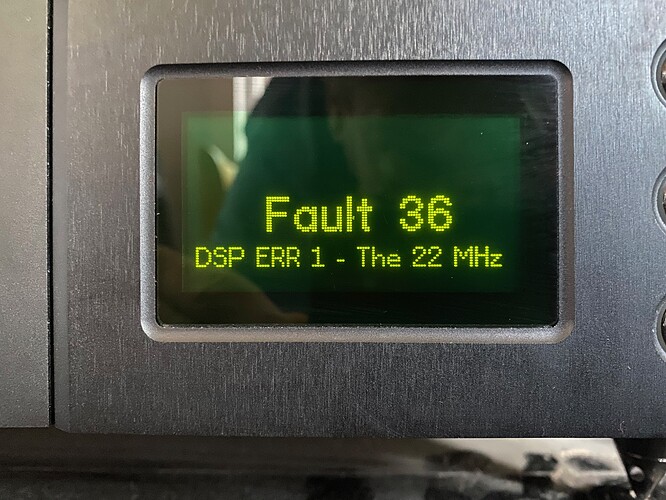 Fault 36
DSP ERR 1 - The 22 MHz